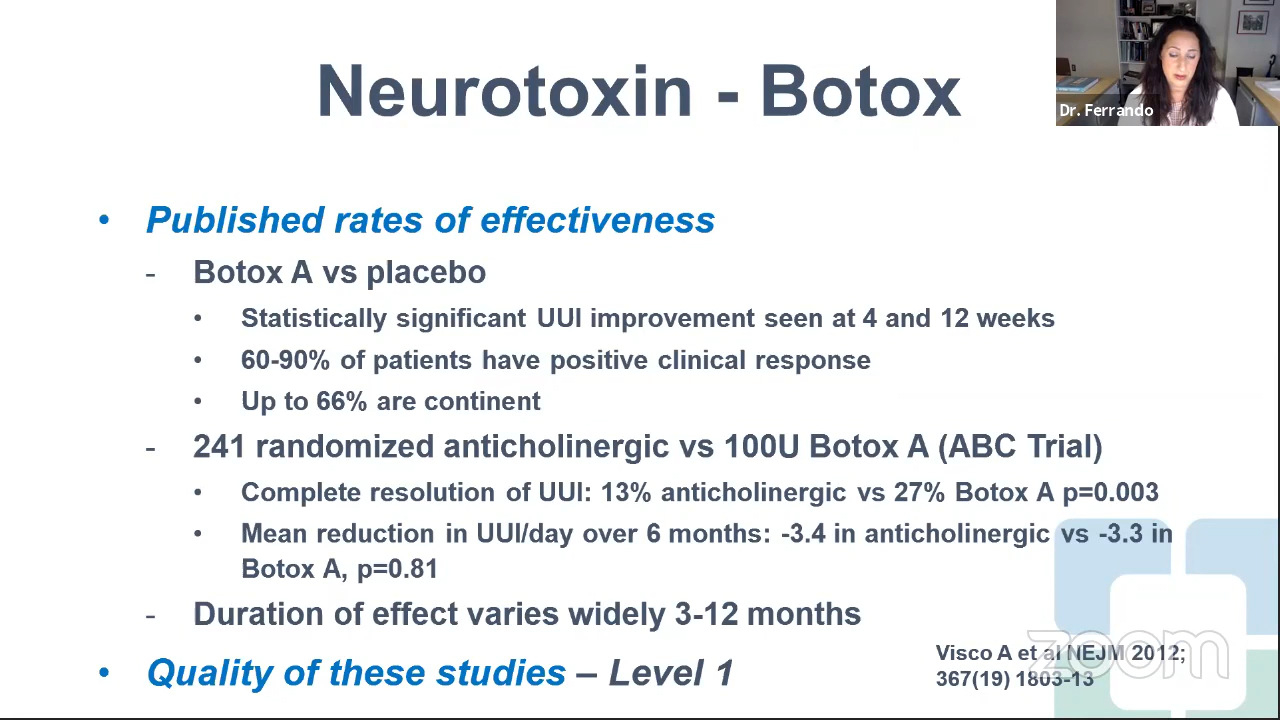 Neurotoxin - Botox
Dr. Ferrando
• Published rates of effectiveness
- Botox A vs placebo
• Statistically significant UUI improvement seen at 4 and 12 weeks
• 60-90% of patients have positive clinical response
• Up to 66% are continent
- 241 randomized anticholinergic vs 100U Botox A (ABC Trial)
• Complete resolution of UUI: 13% anticholinergic vs 27% Botox A p=0.003
• Mean reduction in UUI/day over 6 months: -3.4 in anticholinergic vs -3.3 in
Botox A, p=0.81
- Duration of effect varies widely 3-12 months
• Quality of these studies – Level 1
Visco A et al NEJM 2012;
367(19) 1803-13
zoom